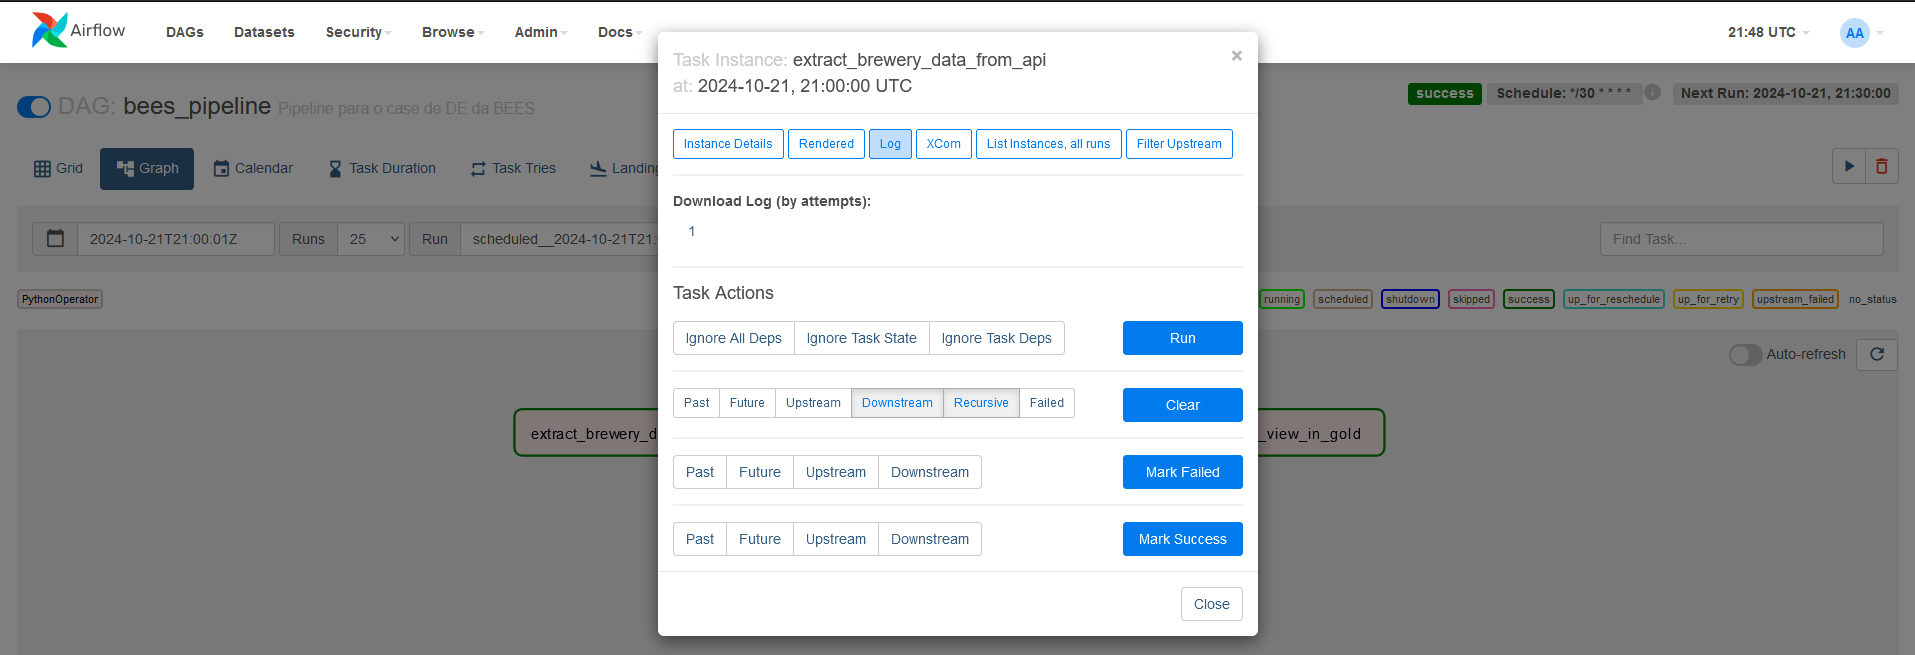 Airflow
DAGs Datasets Security Browse Admin Docs 21:48 UTC AA
Task Instance: extract_brewery_data_from_api ×
at: 2024-10-21, 21:00:00 UTC
DAG: bees_pipeline Pipeline para o case de DE da BEES success Schedule: */30 * * * * i Next Run: 2024-10-21, 21:30:00
Instance Details Rendered Log XCom List Instances, all runs Filter Upstream
Grid Graph Calendar Task Duration Task Tries Landing
Download Log (by attempts):
1
2024-10-21T21:00:01Z Runs 25 Run scheduled__2024-10-21T21: Find Task...
Task Actions
PythonOperator running scheduled shutdown skipped success up_for_reschedule up_for_retry upstream_failed no_status
Ignore All Deps Ignore Task State Ignore Task Deps Run
Auto-refresh
Past Future Upstream Downstream Recursive Failed Clear
extract_brewery_d _view_in_gold
Past Future Upstream Downstream Mark Failed
Past Future Upstream Downstream Mark Success
Close